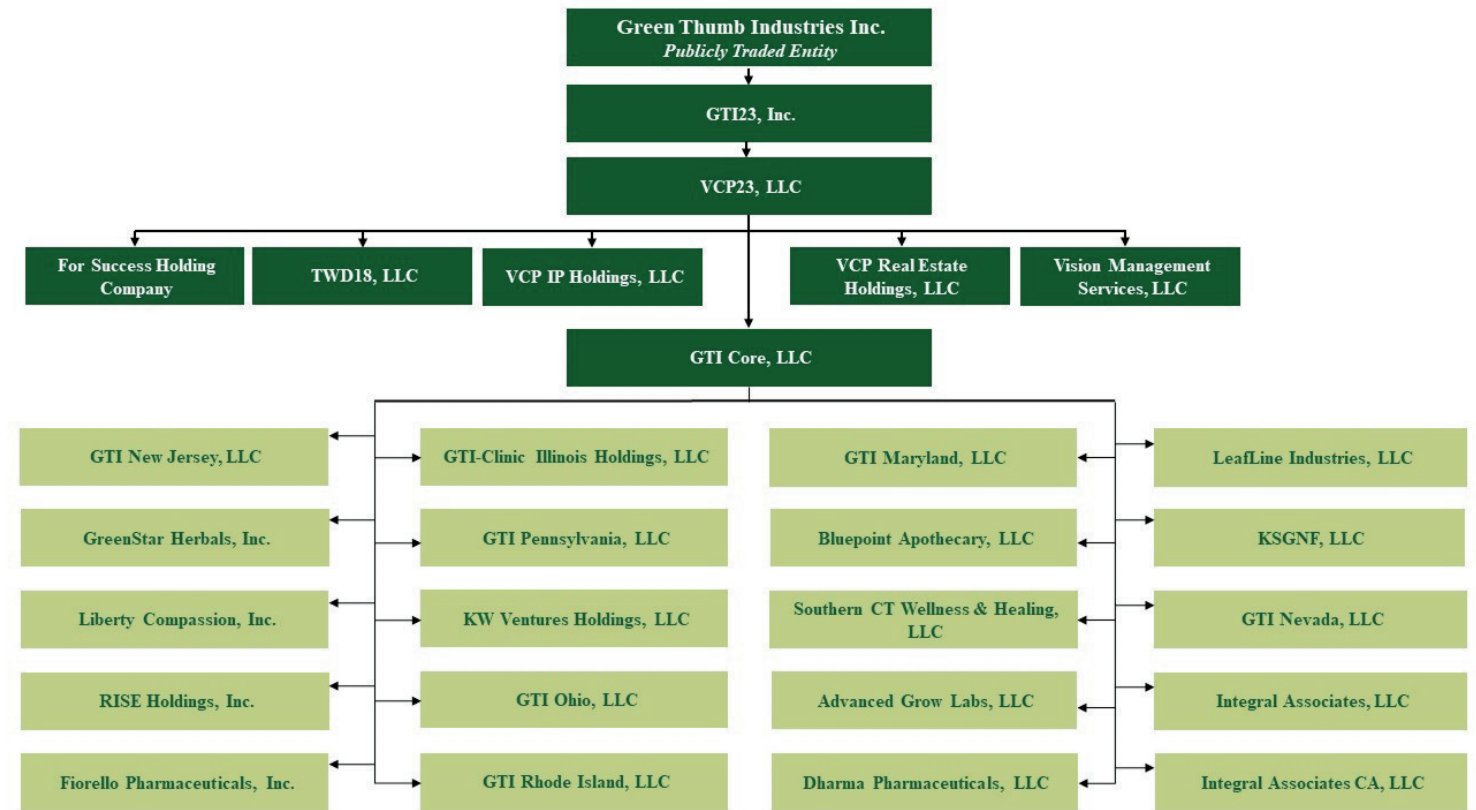 Green Thumb Industries Inc.
Publicly Traded Entity
GTI23, Inc.
VCP23, LLC
For Success Holding
Company
TWD18, LLC
VCP IP Holdings, LLC
VCP Real Estate
Holdings, LLC
Vision Management
Services, LLC
GTI Core, LLC
GTI New Jersey, LLC
GTI-Clinic Illinois Holdings, LLC
GTI Maryland, LLC
LeafLine Industries, LLC
GreenStar Herbals, Inc.
GTI Pennsylvania, LLC
Bluepoint Apothecary, LLC
KSGNF, LLC
Liberty Compassion, Inc.
KW Ventures Holdings, LLC
Southern CT Wellness & Healing,
LLC
GTI Nevada, LLC
RISE Holdings, Inc.
GTI Ohio, LLC
Advanced Grow Labs, LLC
Integral Associates, LLC
Fiorello Pharmaceuticals, Inc.
GTI Rhode Island, LLC
Dharma Pharmaceuticals, LLC
Integral Associates CA, LLC